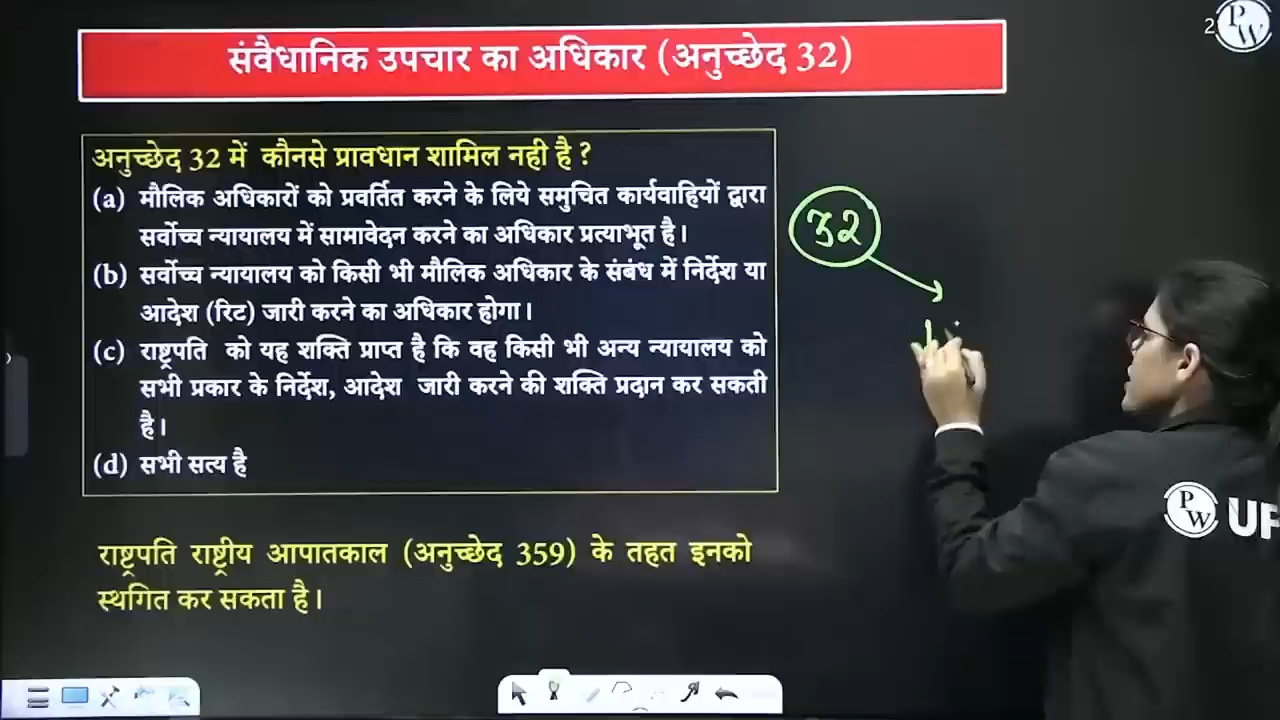 संवैधानिक उपचार का अधिकार (अनुच्छेद 32)
2
PW
अनुच्छेद 32 में कौनसे प्रावधान शामिल नही है ?
(a) मौलिक अधिकारों को प्रवर्तित करने के लिये समुचित कार्यवाहियों द्वारा
सर्वोच्च न्यायालय में सामावेदन करने का अधिकार प्रत्याभूत है।
(b) सर्वोच्च न्यायालय को किसी भी मौलिक अधिकार के संबंध में निर्देश या
आदेश (रिट) जारी करने का अधिकार होगा।
(c) राष्ट्रपति को यह शक्ति प्राप्त है कि वह किसी भी अन्य न्यायालय को
सभी प्रकार के निर्देश, आदेश जारी करने की शक्ति प्रदान कर सकती
है।
(d) सभी सत्य है
32
राष्ट्रपति राष्ट्रीय आपातकाल (अनुच्छेद 359) के तहत इनको
स्थगित कर सकता है।
PW UP